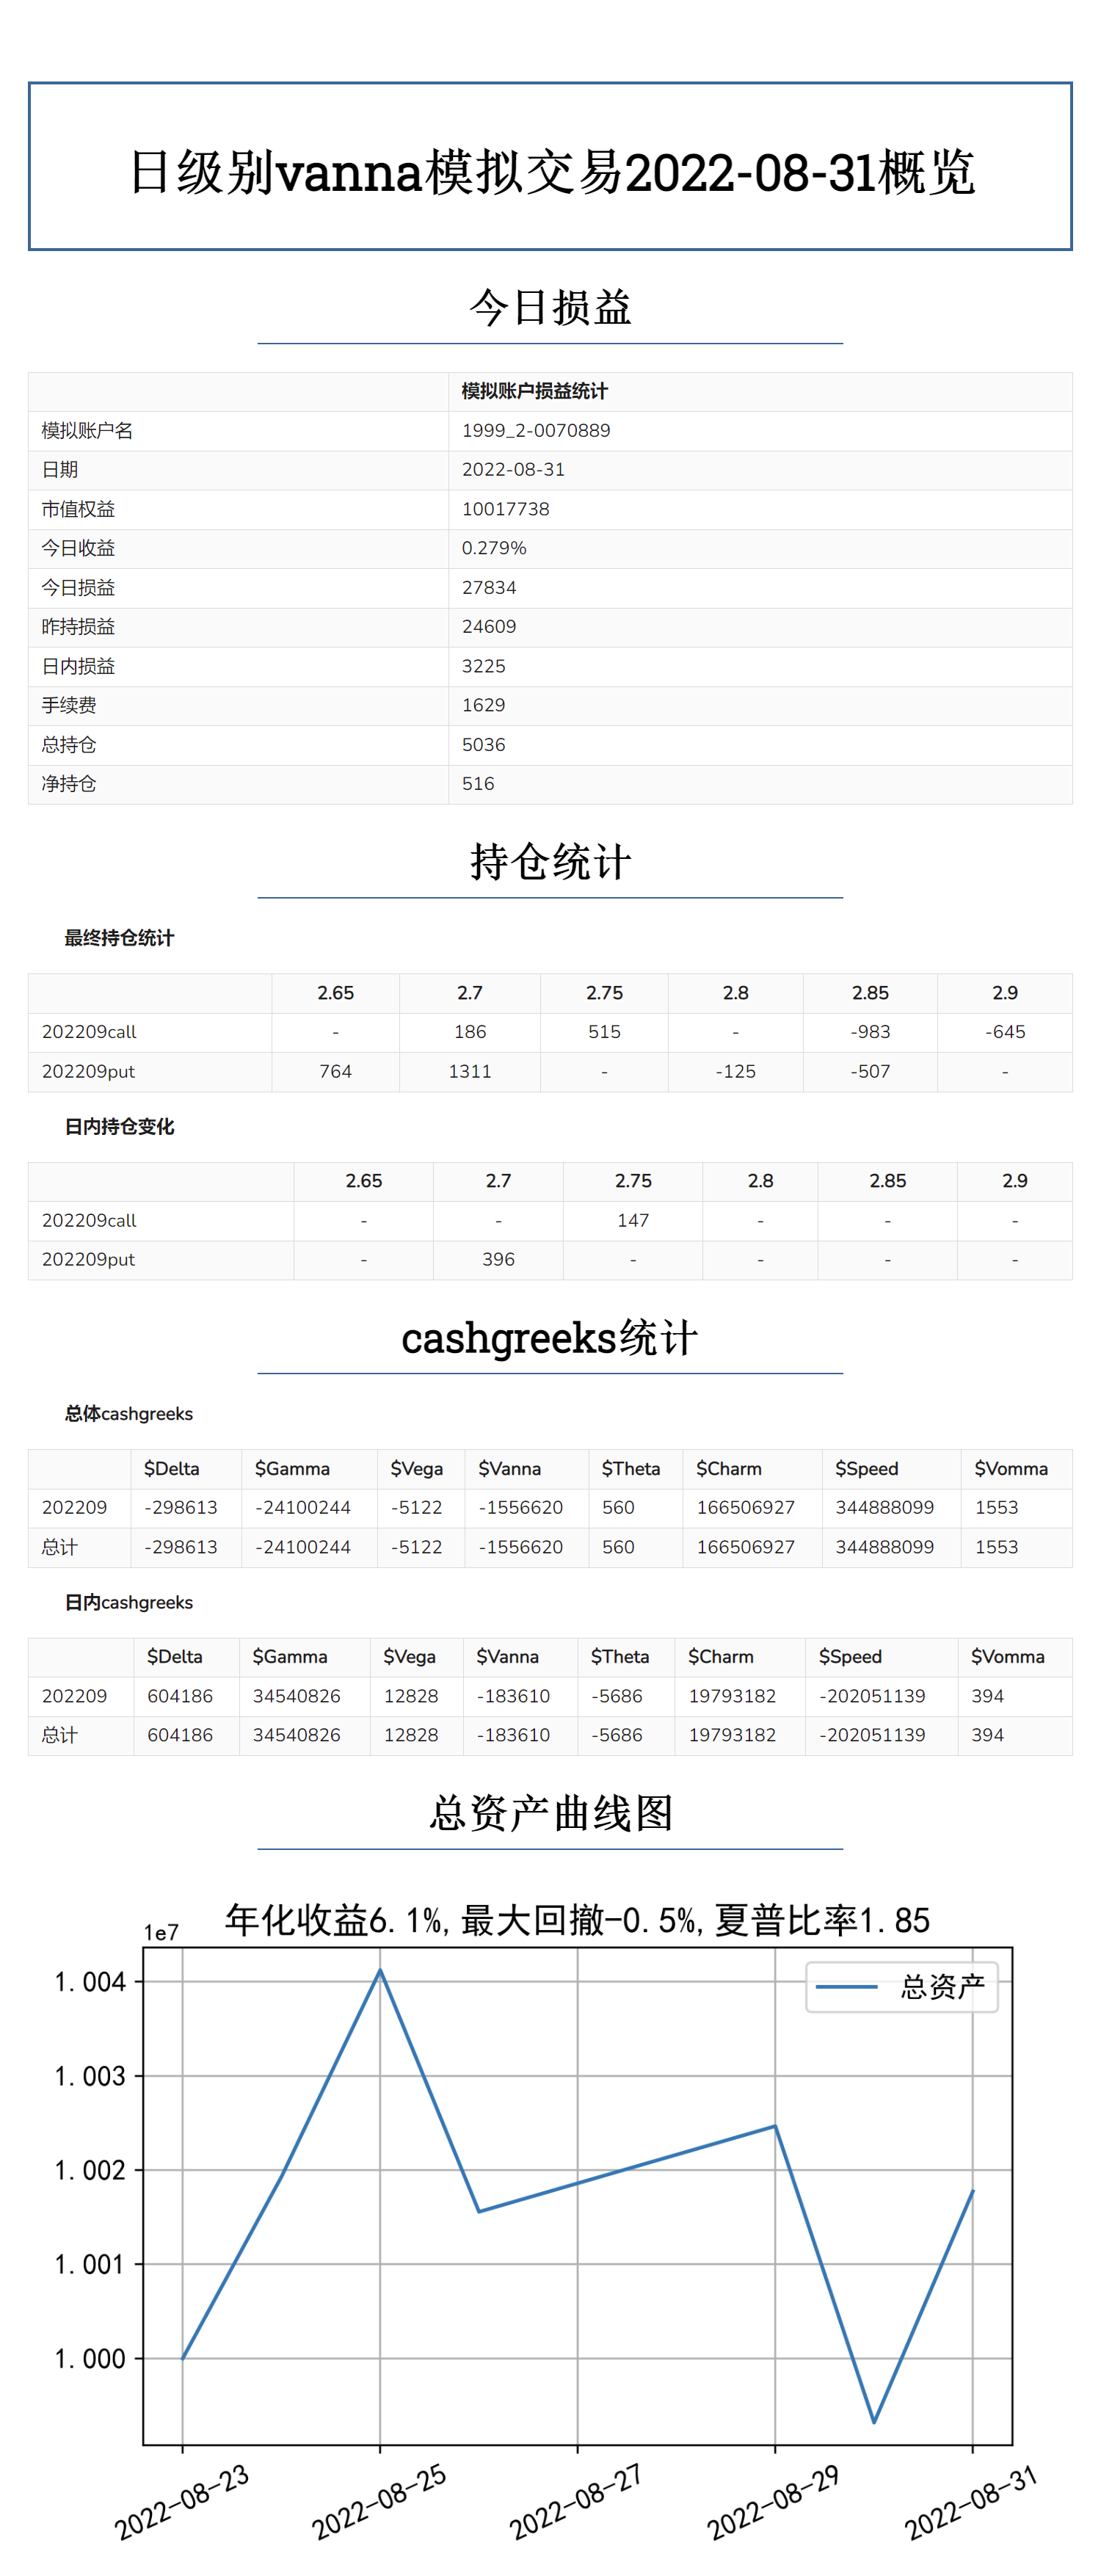 日级别vanna模拟交易2022-08-31概览
今日损益
模拟账户损益统计
模拟账户名 1999_2-0070889
日期 2022-08-31
市值权益 10017738
今日收益 0.279%
今日损益 27834
昨持损益 24609
日内损益 3225
手续费 1629
总持仓 5036
净持仓 516
持仓统计
最终持仓统计
2.65 2.7 2.75 2.8 2.85 2.9
202209call - 186 515 - -983 -645
202209put 764 1311 - -125 -507 -
日内持仓变化
2.65 2.7 2.75 2.8 2.85 2.9
202209call - - 147 - - -
202209put - 396 - - - -
cashgreeks统计
总体cashgreeks
$Delta $Gamma $Vega $Vanna $Theta $Charm $Speed $Vomma
202209 -298613 -24100244 -5122 -1556620 560 166506927 344888099 1553
总计 -298613 -24100244 -5122 -1556620 560 166506927 344888099 1553
日内cashgreeks
$Delta $Gamma $Vega $Vanna $Theta $Charm $Speed $Vomma
202209 604186 34540826 12828 -183610 -5686 19793182 -202051139 394
总计 604186 34540826 12828 -183610 -5686 19793182 -202051139 394
总资产曲线图
年化收益6.1%,最大回撤-0.5%,夏普比率1.85
1e7
总资产
1.004
1.003
1.002
1.001
1.000
2022-08-23 2022-08-25 2022-08-27 2022-08-29 2022-08-31